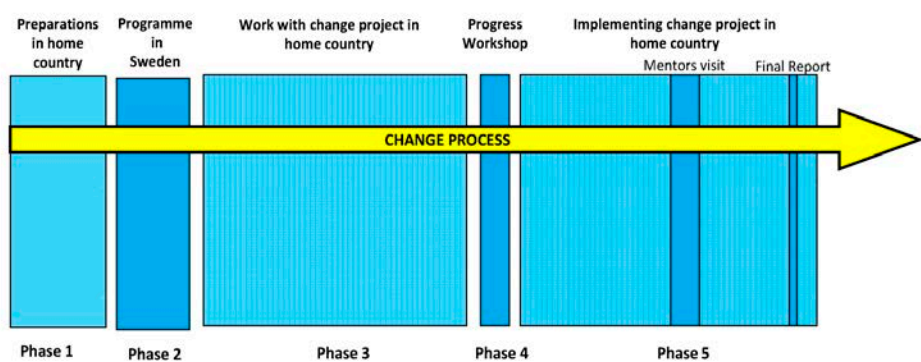 Preparations
in home
country
Programme
in
Sweden
Work with change project in
home country
Progress
Workshop
Implementing change project in
home country
Mentors visit
Final Report
CHANGE PROCESS
Phase 1
Phase 2
Phase 3
Phase 4
Phase 5